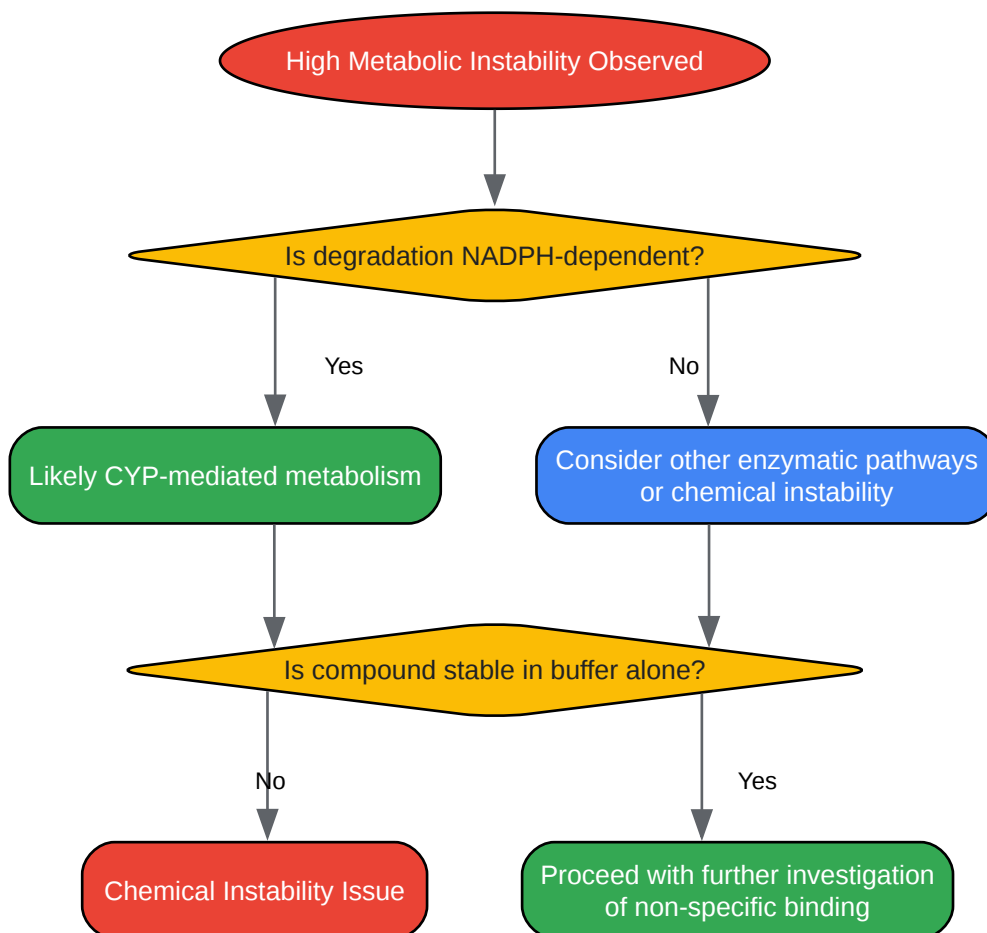 High Metabolic Instability Observed
Is degradation NADPH-dependent?
Yes
No
Likely CYP-mediated metabolism
Consider other enzymatic pathways
or chemical instability
Is compound stable in buffer alone?
No
Yes
Chemical Instability Issue
Proceed with further investigation
of non-specific binding